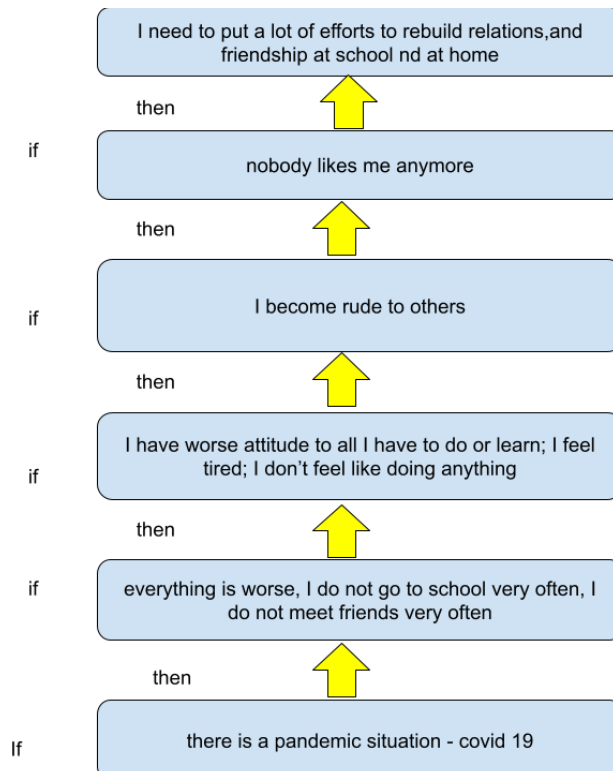 I need to put a lot of efforts to rebuild relations,and
friendship at school nd at home
then
if
nobody likes me anymore
then
I become rude to others
if
then
I have worse attitude to all I have to do or learn; I feel
tired; I don't feel like doing anything
if
then
if
everything is worse, I do not go to school very often, I
do not meet friends very often
then
there is a pandemic situation - covid 19
If